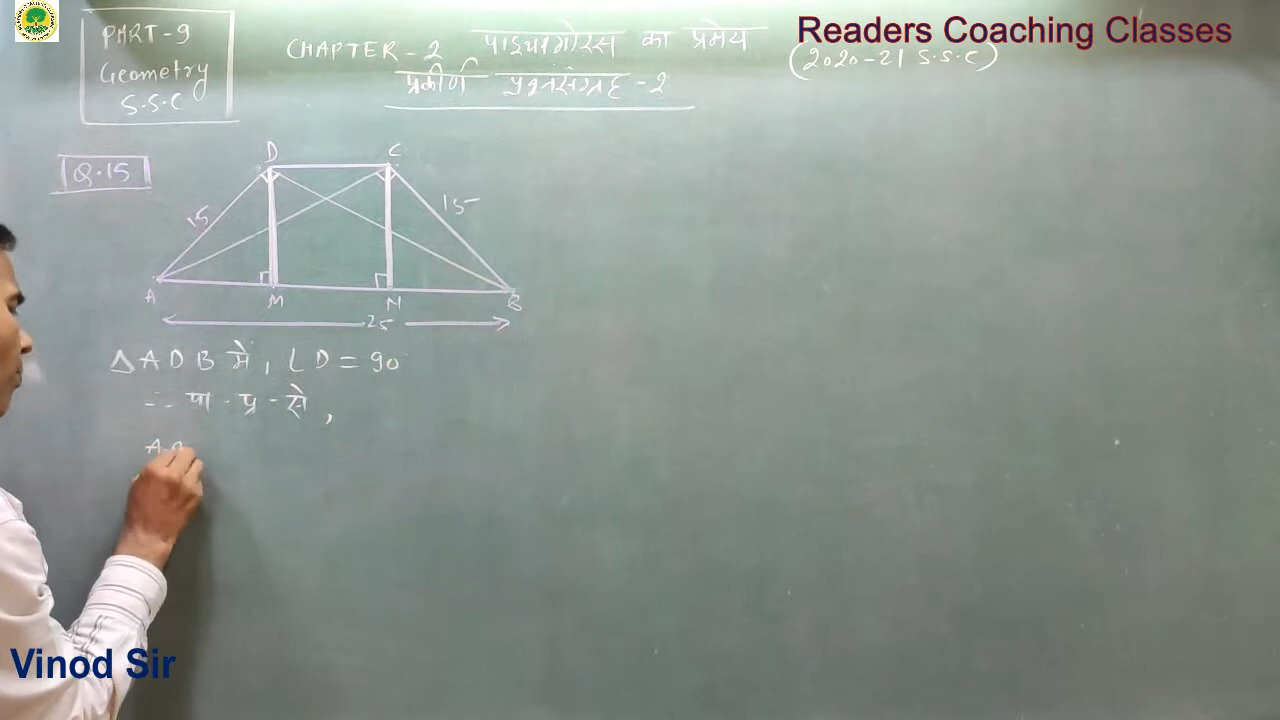 Readers Coaching Classes
PART-9
Geometry
S.S.C
CHAPTER - 2 पाइथागोरस का प्रमेय
(2020-21 S.S.C)
प्रकीर्ण प्रश्नसंग्रह - 2
Q.15
D C
15 15
A M N B
25
△ADB में, ∠D = 90
∴ पा. प्र. से,
Vinod Sir